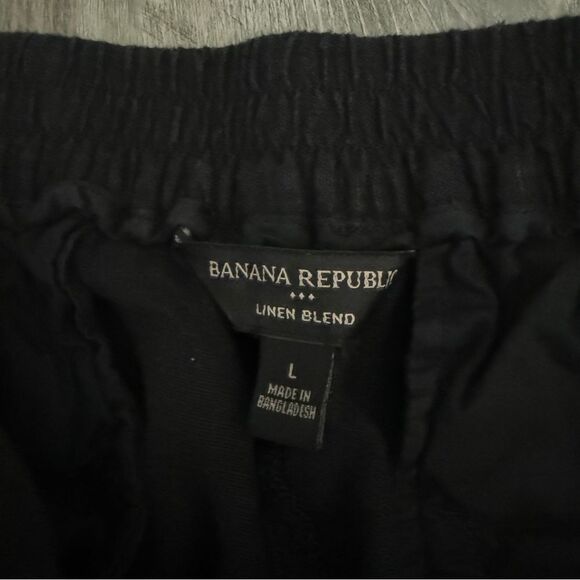 BANANA REPUBLIC
LINEN BLEND
L
MADE IN
BANGLADESH